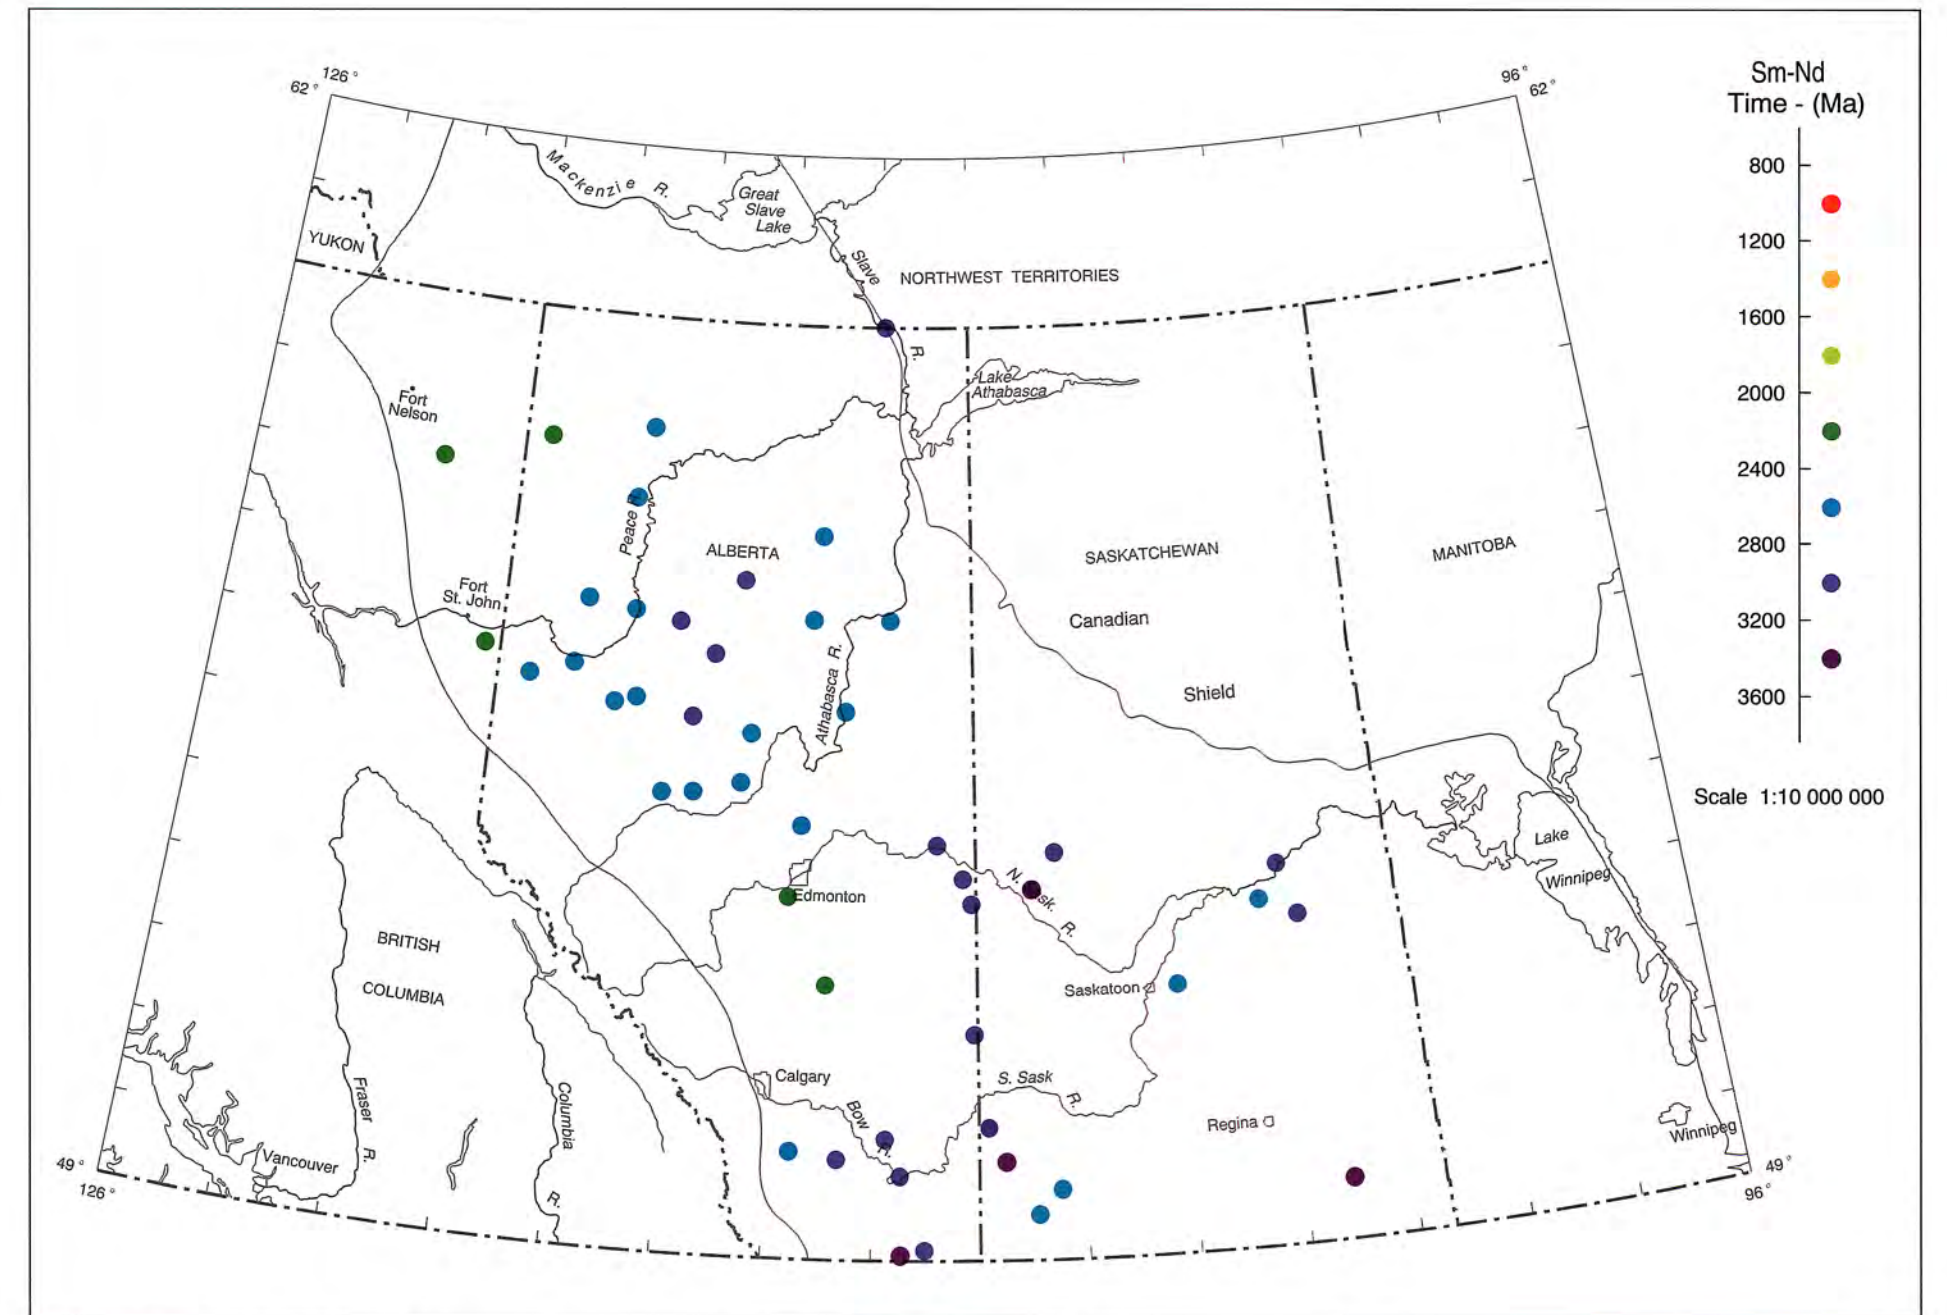 126°
62°
96°
62°
Sm-Nd
Time - (Ma)
800
1200
1600
2000
2400
2800
3200
3600
Scale 1:10 000 000
Mackenzie R.
Great
Slave
Lake
YUKON
Slave
R.
NORTHWEST TERRITORIES
Lake
Athabasca
Fort
Nelson
Peace R.
ALBERTA
SASKATCHEWAN
MANITOBA
Fort
St. John
Canadian
Shield
Athabasca R.
Lake
Winnipeg
Edmonton
N. Sask. R.
BRITISH
COLUMBIA
Saskatoon
Calgary
S. Sask
R.
Bow
R.
Fraser
R.
Columbia
R.
Regina
Winnipeg
Vancouver
49°
126°
49°
96°